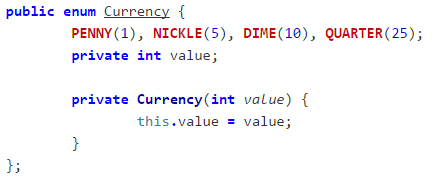 public enum Currency {
PENNY(1), NICKLE(5), DIME(10), QUARTER(25);
private int value;
private Currency(int value) {
this.value = value;
}
};